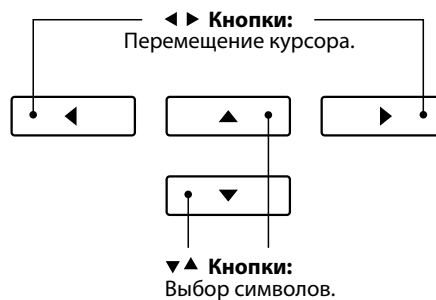 ◀ ▶ Кнопки:
Перемещение курсора.
◀
▲
▶
▼
▼▲ Кнопки:
Выбор символов.